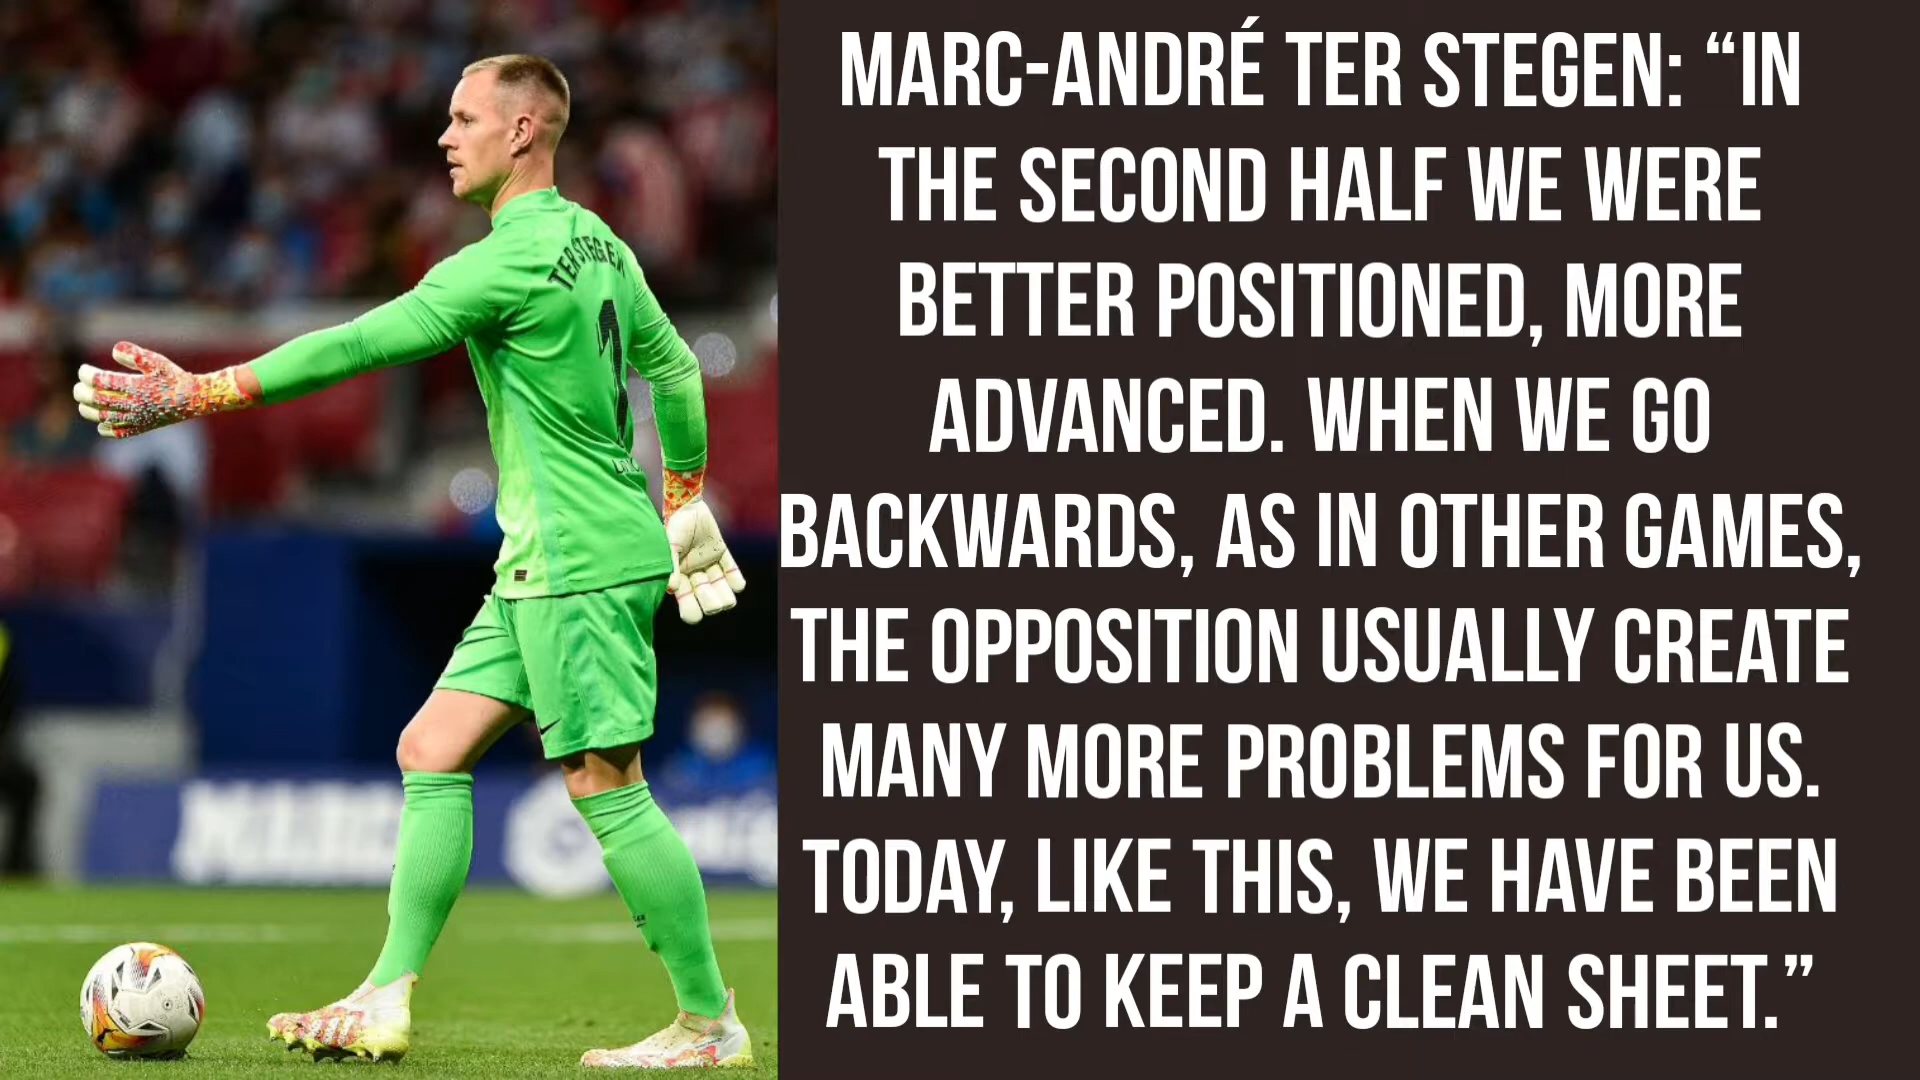 MARC-ANDRÉ TER STEGEN: “IN
THE SECOND HALF WE WERE
BETTER POSITIONED, MORE
ADVANCED. WHEN WE GO
BACKWARDS, AS IN OTHER GAMES,
THE OPPOSITION USUALLY CREATE
MANY MORE PROBLEMS FOR US.
TODAY, LIKE THIS, WE HAVE BEEN
ABLE TO KEEP A CLEAN SHEET.”
TER STEGEN
1